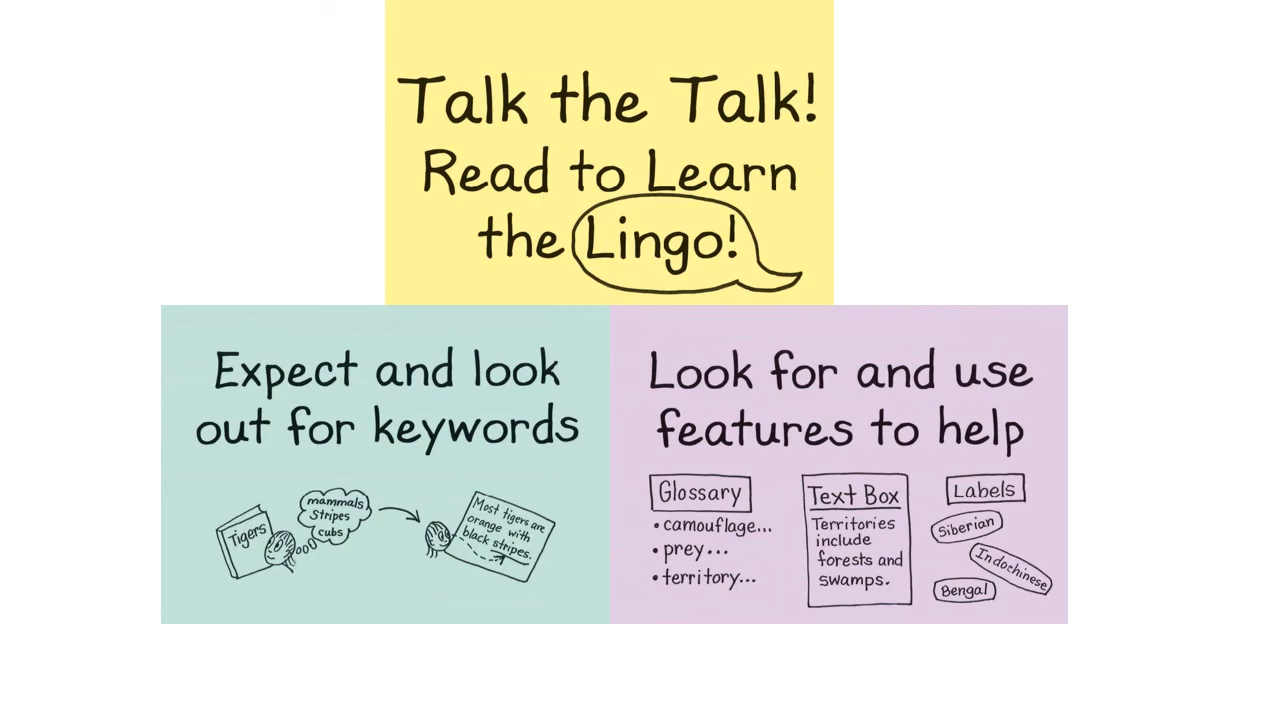 Talk the Talk!
Read to Learn
the Lingo!
Expect and look
out for keywords
Tigers
mammals
Stripes
cubs
Most tigers are
orange with
black stripes.
Look for and use
features to help
Glossary
• camouflage...
• prey...
• territory...
Text Box
Territories
include
forests and
swamps.
Labels
Siberian
Indochinese
Bengal